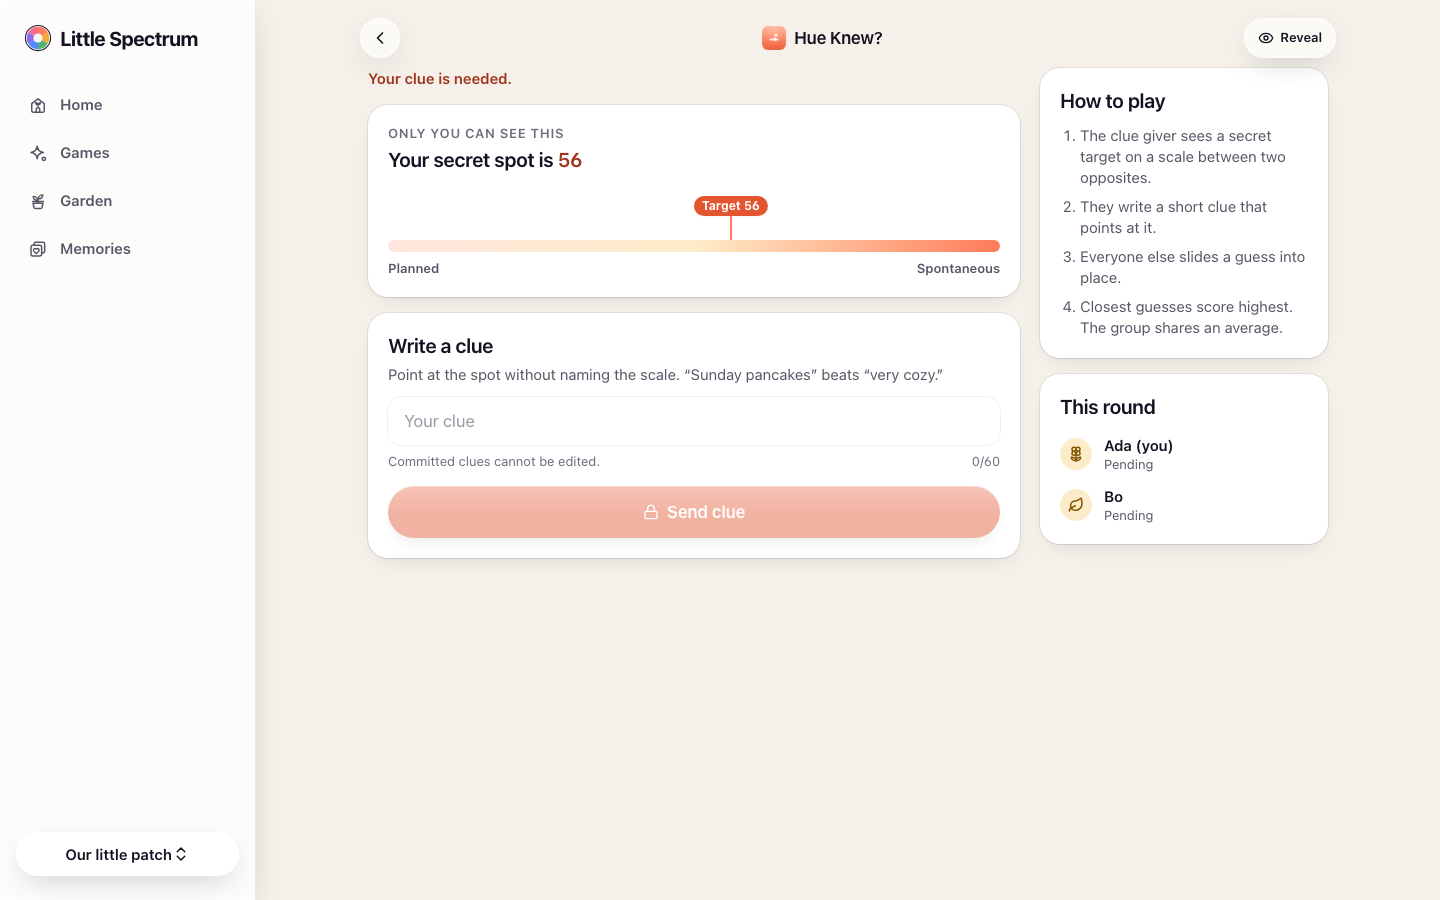 Little Spectrum
Home
Games
Garden
Memories
Our little patch
Hue Knew?
Reveal
Your clue is needed.
ONLY YOU CAN SEE THIS
Your secret spot is 56
Target 56
Planned
Spontaneous
Write a clue
Point at the spot without naming the scale. “Sunday pancakes” beats “very cozy.”
Your clue
Committed clues cannot be edited.
0/60
Send clue
How to play
1. The clue giver sees a secret
target on a scale between two
opposites.
2. They write a short clue that
points at it.
3. Everyone else slides a guess into
place.
4. Closest guesses score highest.
The group shares an average.
This round
Ada (you)
Pending
Bo
Pending